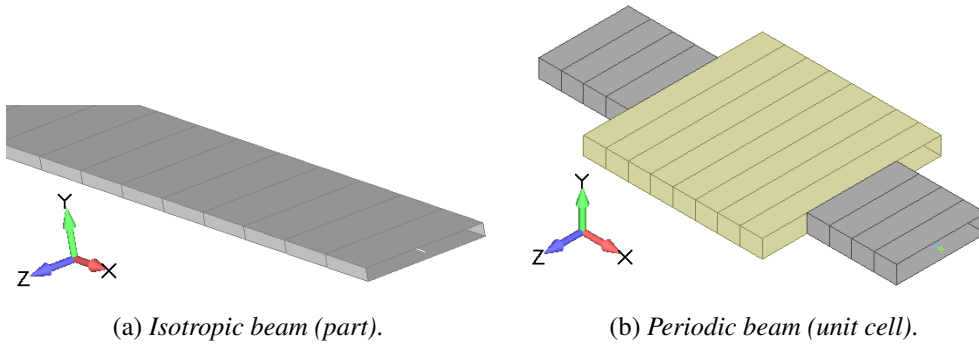 Y
Z
X
Y
Z
X
(a) Isotropic beam (part).
(b) Periodic beam (unit cell).